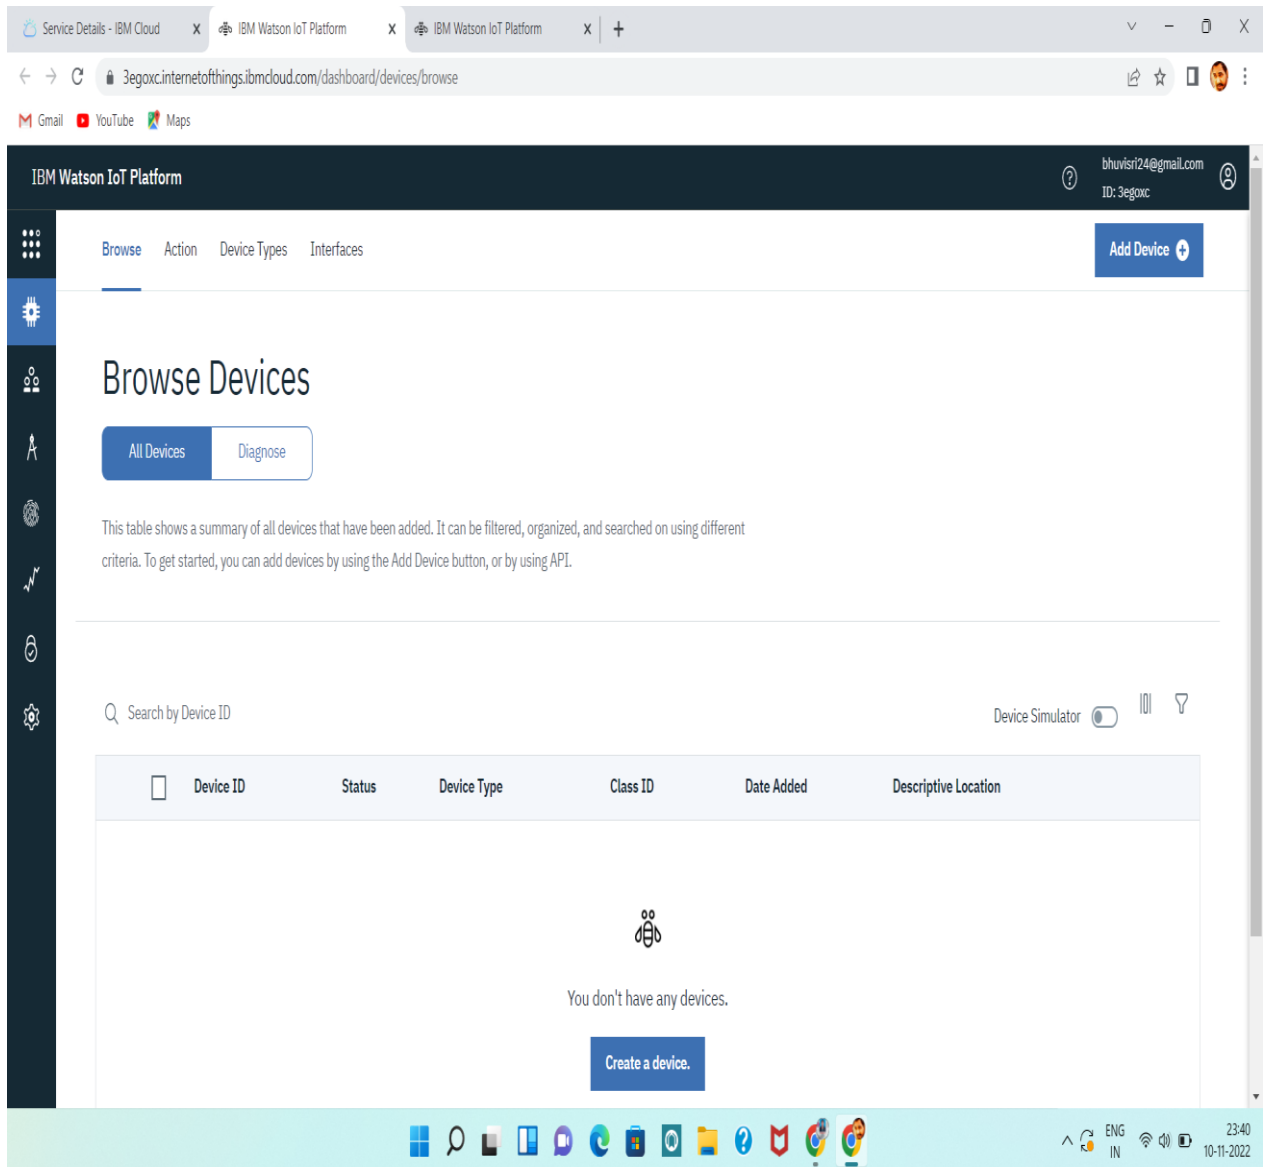 Service Details - IBM Cloud
IBM Watson IoT Platform
IBM Watson IoT Platform
3egoxc.internetofthings.ibmcloud.com/dashboard/devices/browse
Gmail YouTube Maps
IBM Watson IoT Platform
bhuvisri24@gmail.com
ID: 3egoxc
Browse Action Device Types Interfaces
Add Device
Browse Devices
All Devices Diagnose
This table shows a summary of all devices that have been added. It can be filtered, organized, and searched on using different
criteria. To get started, you can add devices by using the Add Device button, or by using API.
Search by Device ID
Device Simulator
Device ID Status Device Type Class ID Date Added Descriptive Location
You don't have any devices.
Create a device.
ENG
IN
23:40
10-11-2022